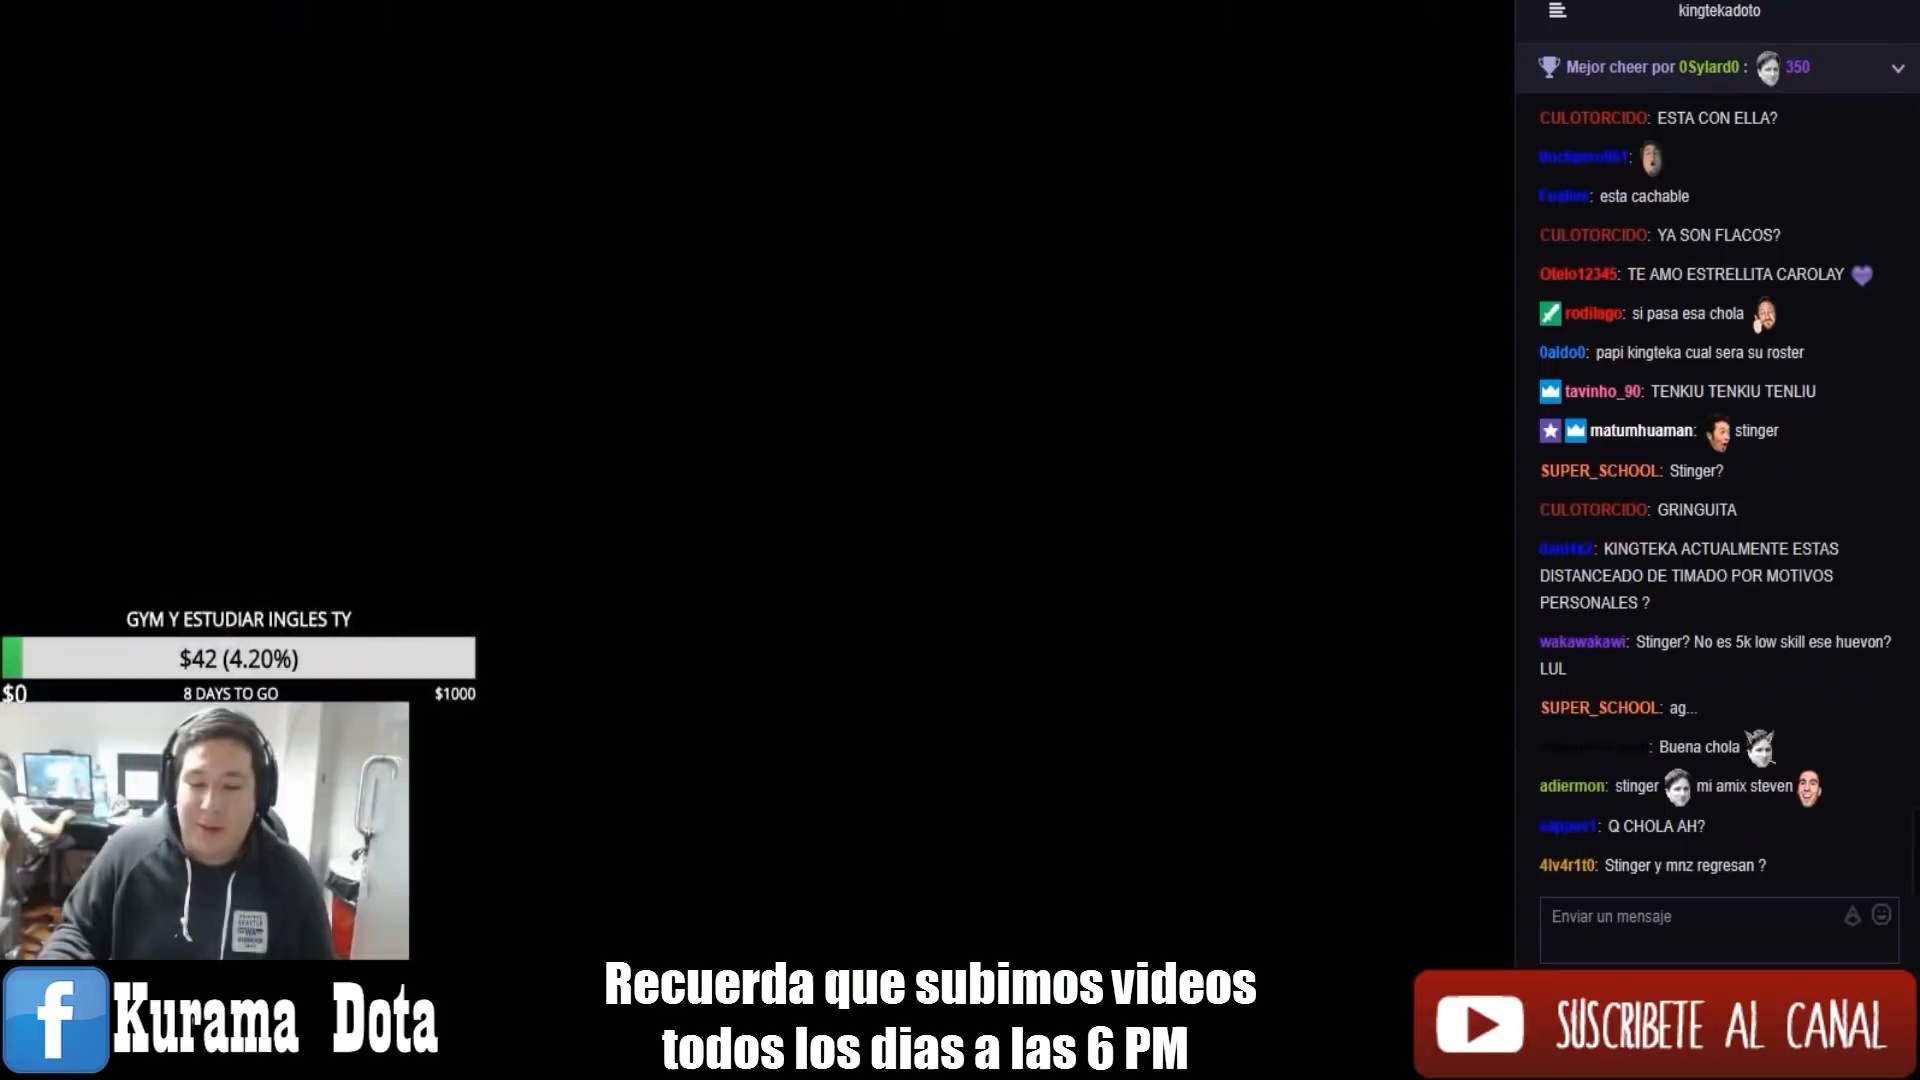 kingtekadoto
Mejor cheer por 0Sylard0 : 350
CULOTORCIDO: ESTA CON ELLA?
: esta cachable
CULOTORCIDO: YA SON FLACOS?
Otelo12345: TE AMO ESTRELLITA CAROLAY
rodilago: si pasa esa chola
0aldo0: papi kingteka cual sera su roster
tavinho_90: TENKIU TENKIU TENLIU
matumhuaman: stinger
SUPER_SCHOOL: Stinger?
CULOTORCIDO: GRINGUITA
: KINGTEKA ACTUALMENTE ESTAS
DISTANCEADO DE TIMADO POR MOTIVOS
PERSONALES ?
wakawakawi: Stinger? No es 5k low skill ese huevon?
LUL
SUPER_SCHOOL: ag...
: Buena chola
adiermon: stinger mi amix steven
: Q CHOLA AH?
4lv4r1t0: Stinger y mnz regresan ?
Enviar un mensaje
GYM Y ESTUDIAR INGLES TY
$42 (4.20%)
$0 8 DAYS TO GO $1000
Kurama Dota
Recuerda que subimos videos
todos los dias a las 6 PM
SUSCRIBETE AL CANAL